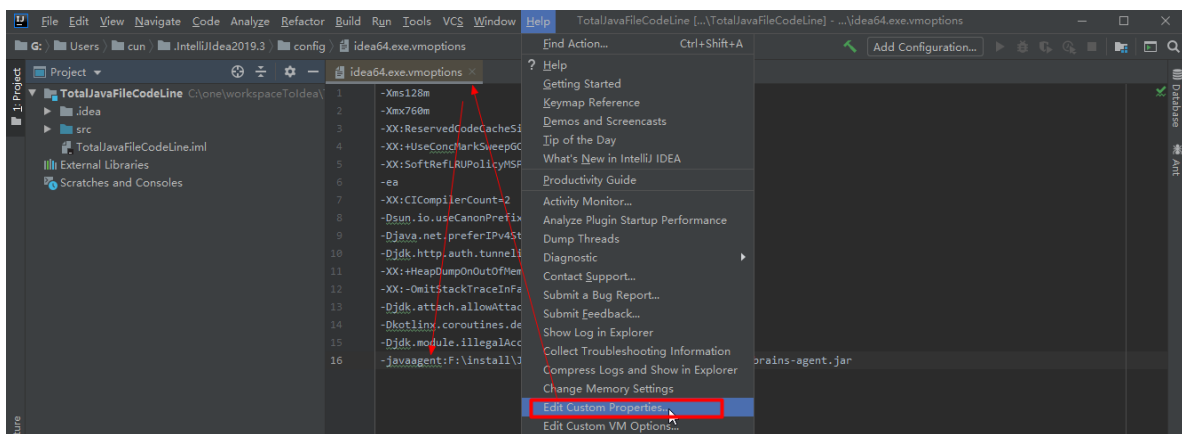 File Edit View Navigate Code Analyze Refactor Build Run Tools VCS Window Help TotalJavaFileCodeLine [...\TotalJavaFileCodeLine] - ...\idea64.exe.vmoptions
G: Users cun .IntelliJIdea2019.3 config idea64.exe.vmoptions
Add Configuration...
Project
idea64.exe.vmoptions
1: Project
TotalJavaFileCodeLine C:\one\workspaceToIdea\
.idea
src
TotalJavaFileCodeLine.iml
External Libraries
Scratches and Consoles
1 -Xms128m
2 -Xmx760m
3 -XX:ReservedCodeCacheSi
4 -XX:+UseConcMarkSweepGC
5 -XX:SoftRefLRUPolicyMSP
6 -ea
7 -XX:CICompilerCount=2
8 -Dsun.io.useCanonPrefix
9 -Djava.net.preferIPv4St
10 -Djdk.http.auth.tunneli
11 -XX:+HeapDumpOnOutOfMem
12 -XX:-OmitStackTraceInFa
13 -Djdk.attach.allowAttac
14 -Dkotlinx.coroutines.de
15 -Djdk.module.illegalAcc
16 -javaagent:F:\install\J
brains-agent.jar
Find Action... Ctrl+Shift+A
? Help
Getting Started
Keymap Reference
Demos and Screencasts
Tip of the Day
What's New in IntelliJ IDEA
Productivity Guide
Activity Monitor...
Analyze Plugin Startup Performance
Dump Threads
Diagnostic
Contact Support...
Submit a Bug Report...
Submit Feedback...
Show Log in Explorer
Collect Troubleshooting Information
Compress Logs and Show in Explorer
Change Memory Settings
Edit Custom Properties...
Edit Custom VM Options...
Database
Ant